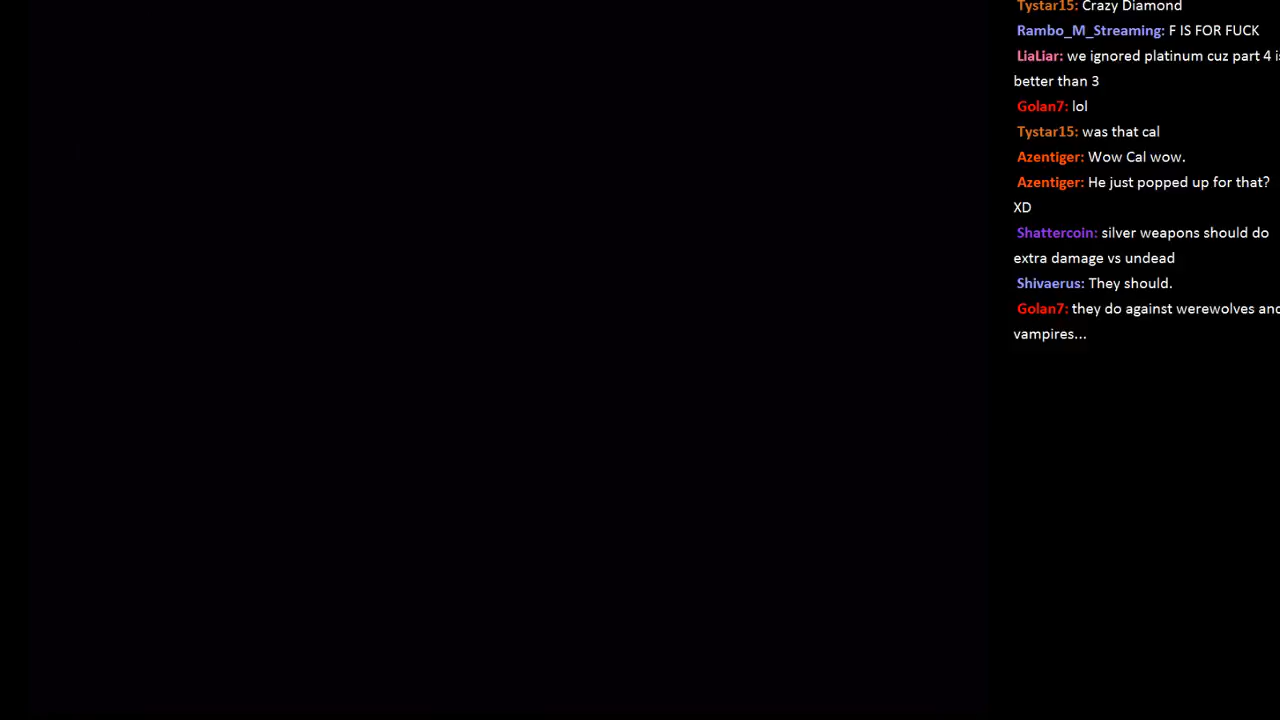 Tystar15: Crazy Diamond
Rambo_M_Streaming: F IS FOR FUCK
LiaLiar: we ignored platinum cuz part 4 is
better than 3
Golan7: lol
Tystar15: was that cal
Azentiger: Wow Cal wow.
Azentiger: He just popped up for that?
XD
Shattercoin: silver weapons should do
extra damage vs undead
Shivaerus: They should.
Golan7: they do against werewolves and
vampires...